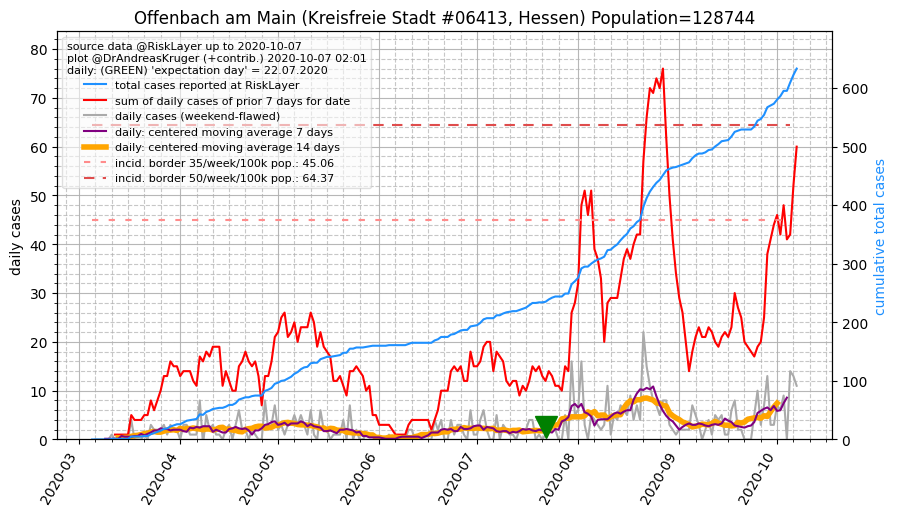 Offenbach am Main (Kreisfreie Stadt #06413, Hessen) Population=128744
source data @RiskLayer up to 2020-10-07
plot @DrAndreasKruger (+contrib.) 2020-10-07 02:01
daily: (GREEN) 'expectation day' = 22.07.2020
total cases reported at RiskLayer
sum of daily cases of prior 7 days for date
daily cases (weekend-flawed)
daily: centered moving average 7 days
daily: centered moving average 14 days
incid. border 35/week/100k pop.: 45.06
incid. border 50/week/100k pop.: 64.37
daily cases
80
70
60
50
40
30
20
10
0
cumulative total cases
600
500
400
300
200
100
0
2020-03
2020-04
2020-05
2020-06
2020-07
2020-08
2020-09
2020-10